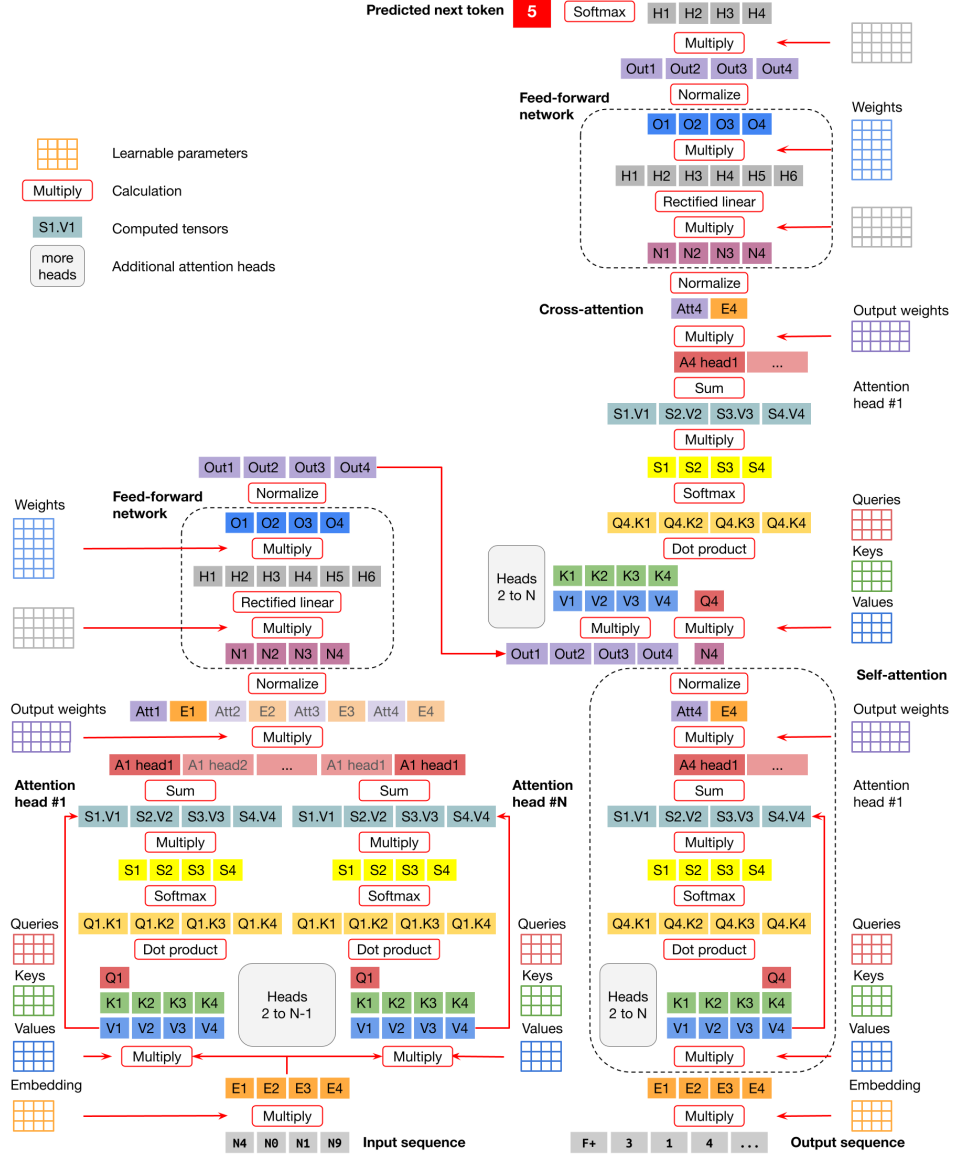 Predicted next token 5 Softmax H1 H2 H3 H4
Multiply
Out1 Out2 Out3 Out4
Normalize
Feed-forward
network
O1 O2 O3 O4
Multiply
H1 H2 H3 H4 H5 H6
Rectified linear
Multiply
N1 N2 N3 N4
Normalize
Weights
Learnable parameters
Multiply Calculation
S1.V1 Computed tensors
more
heads
Additional attention heads
Cross-attention
Att4 E4
Output weights
Multiply
A4 head1 ...
Sum
Attention
head #1
S1.V1 S2.V2 S3.V3 S4.V4
Multiply
S1 S2 S3 S4
Softmax
Q4.K1 Q4.K2 Q4.K3 Q4.K4
Dot product
Queries
Keys
Values
Heads
2 to N
K1 K2 K3 K4
V1 V2 V3 V4 Q4
Multiply Multiply
Out1 Out2 Out3 Out4 N4
Out1 Out2 Out3 Out4
Normalize
Feed-forward
network
Weights
O1 O2 O3 O4
Multiply
H1 H2 H3 H4 H5 H6
Rectified linear
Multiply
N1 N2 N3 N4
Normalize
Output weights
Att1 E1 Att2 E2 Att3 E3 Att4 E4
Multiply
A1 head1 A1 head2 ... A1 head1 A1 head1
Attention
head #1
Sum Sum
Attention
head #N
S1.V1 S2.V2 S3.V3 S4.V4 S1.V1 S2.V2 S3.V3 S4.V4
Multiply Multiply
S1 S2 S3 S4 S1 S2 S3 S4
Softmax Softmax
Q1.K1 Q1.K2 Q1.K3 Q1.K4 Q1.K1 Q1.K2 Q1.K3 Q1.K4
Dot product Dot product
Queries
Keys
Values
Q1 Q1
K1 K2 K3 K4 K1 K2 K3 K4
V1 V2 V3 V4 V1 V2 V3 V4
Heads
2 to N-1
Queries
Keys
Values
Multiply Multiply
Embedding
E1 E2 E3 E4
Multiply
N4 N0 N1 N9 Input sequence
Self-attention
Normalize
Att4 E4
Output weights
Multiply
A4 head1 ...
Sum
Attention
head #1
S1.V1 S2.V2 S3.V3 S4.V4
Multiply
S1 S2 S3 S4
Softmax
Q4.K1 Q4.K2 Q4.K3 Q4.K4
Dot product
Queries
Keys
Values
Heads
2 to N
Q4
K1 K2 K3 K4
V1 V2 V3 V4
Multiply
Embedding
E1 E2 E3 E4
Multiply
F+ 3 1 4 ... Output sequence